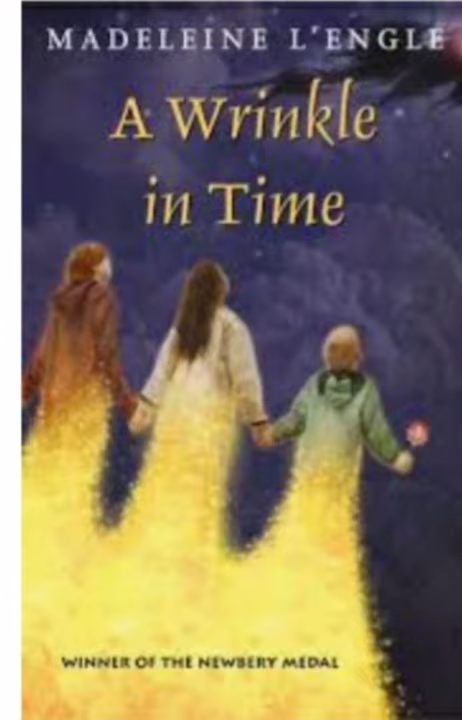 MADELEINE L'ENGLE
A Wrinkle
in Time
WINNER OF THE NEWBERY MEDAL